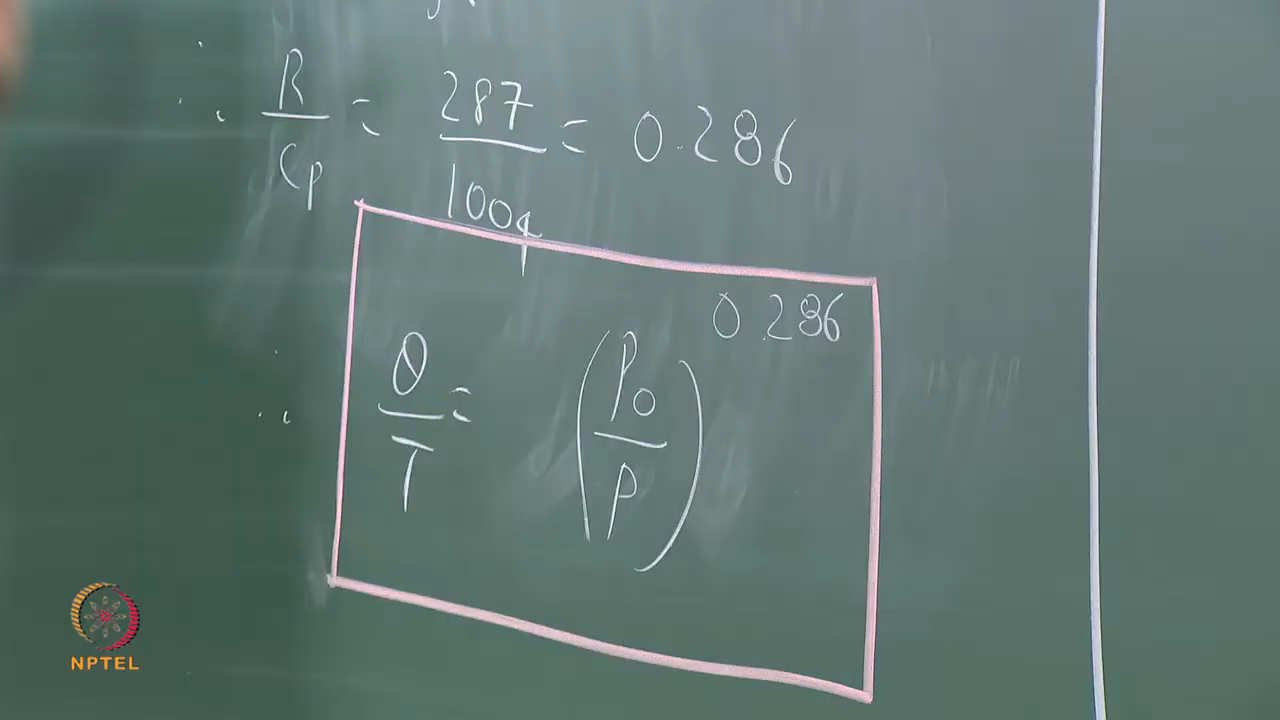 ∴ R/Cp = 287/1004 = 0.286
∴ θ/T = (P0/P)^0.286
NPTEL